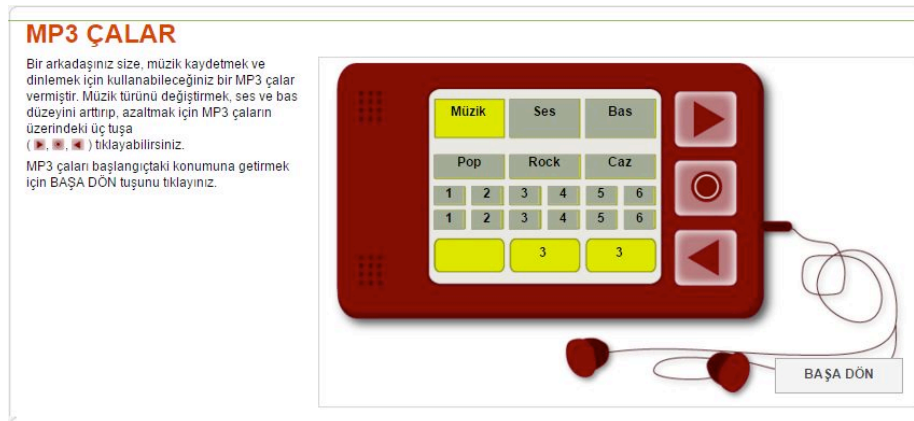 MP3 ÇALAR
Bir arkadaşınız size, müzik kaydetmek ve
dinlemek için kullanabileceğiniz bir MP3 çalar
vermiştir. Müzik türünü değiştirmek, ses ve bas
düzeyini arttırıp, azaltmak için MP3 çaların
üzerindeki üç tuşa
( ▶, ●, ◀ ) tıklayabilirsiniz.
MP3 çaları başlangıçtaki konumuna getirmek
için BAŞA DÖN tuşunu tıklayınız.
Müzik Ses Bas
Pop Rock Caz
1 2 3 4 5 6
1 2 3 4 5 6
3 3
BAŞA DÖN